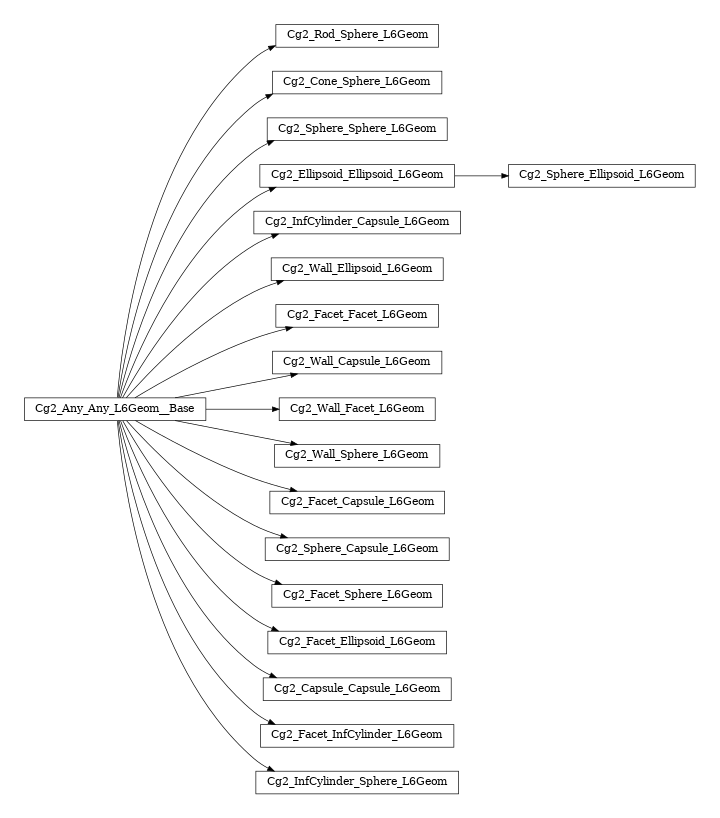 Cg2_Rod_Sphere_L6Geom
Cg2_Cone_Sphere_L6Geom
Cg2_Sphere_Sphere_L6Geom
Cg2_Ellipsoid_Ellipsoid_L6Geom
Cg2_Sphere_Ellipsoid_L6Geom
Cg2_InfCylinder_Capsule_L6Geom
Cg2_Wall_Ellipsoid_L6Geom
Cg2_Facet_Facet_L6Geom
Cg2_Wall_Capsule_L6Geom
Cg2_Any_Any_L6Geom__Base
Cg2_Wall_Facet_L6Geom
Cg2_Wall_Sphere_L6Geom
Cg2_Facet_Capsule_L6Geom
Cg2_Sphere_Capsule_L6Geom
Cg2_Facet_Sphere_L6Geom
Cg2_Facet_Ellipsoid_L6Geom
Cg2_Capsule_Capsule_L6Geom
Cg2_Facet_InfCylinder_L6Geom
Cg2_InfCylinder_Sphere_L6Geom